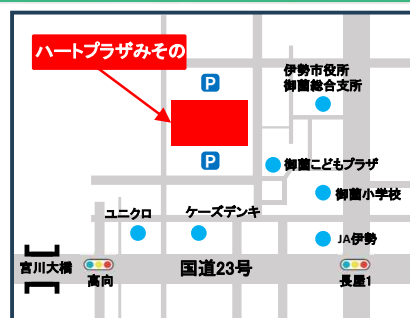 ハートプラザみその
P
伊勢市役所
御薗総合支所
P
御薗こどもプラザ
御薗小学校
ユニクロ
ケーズデンキ
JA伊勢
宮川大橋
高向
国道23号
長屋1